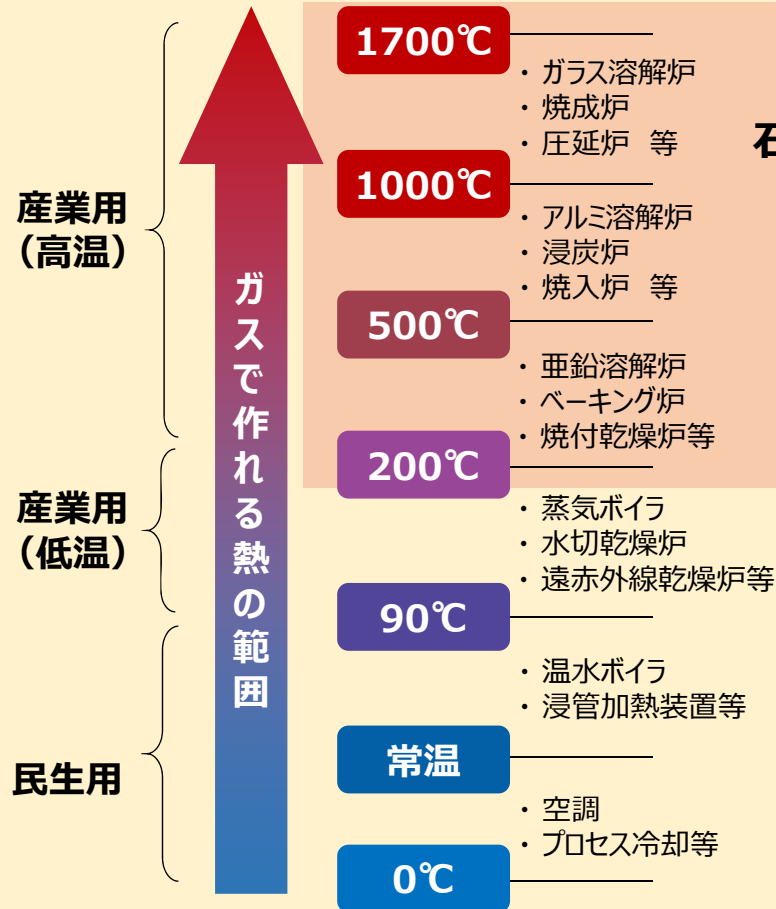 1700℃
・ ガラス溶解炉
・ 焼成炉
・ 圧延炉　等
石
1000℃
産業用
（高温）
・ アルミ溶解炉
・ 浸炭炉
・ 焼入炉　等
ガスで作れる熱の範囲
500℃
・ 亜鉛溶解炉
・ ベーキング炉
・ 焼付乾燥炉等
200℃
産業用
（低温）
・ 蒸気ボイラ
・ 水切乾燥炉
・ 遠赤外線乾燥炉等
90℃
・ 温水ボイラ
・ 浸管加熱装置等
民生用
常温
・ 空調
・ プロセス冷却等
0℃